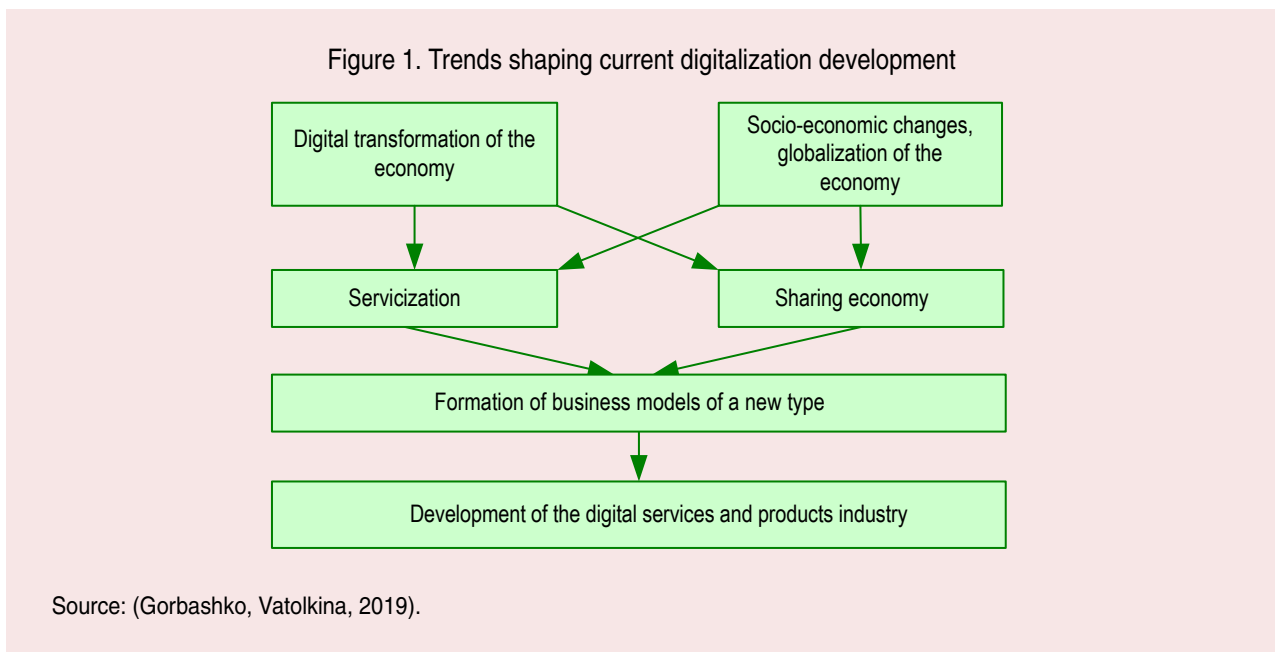 Figure 1. Trends shaping current digitalization development
Digital transformation of the
economy
Socio-economic changes,
globalization of the
economy
Servicization
Sharing economy
Formation of business models of a new type
Development of the digital services and products industry
Source: (Gorbashko, Vatolkina, 2019).